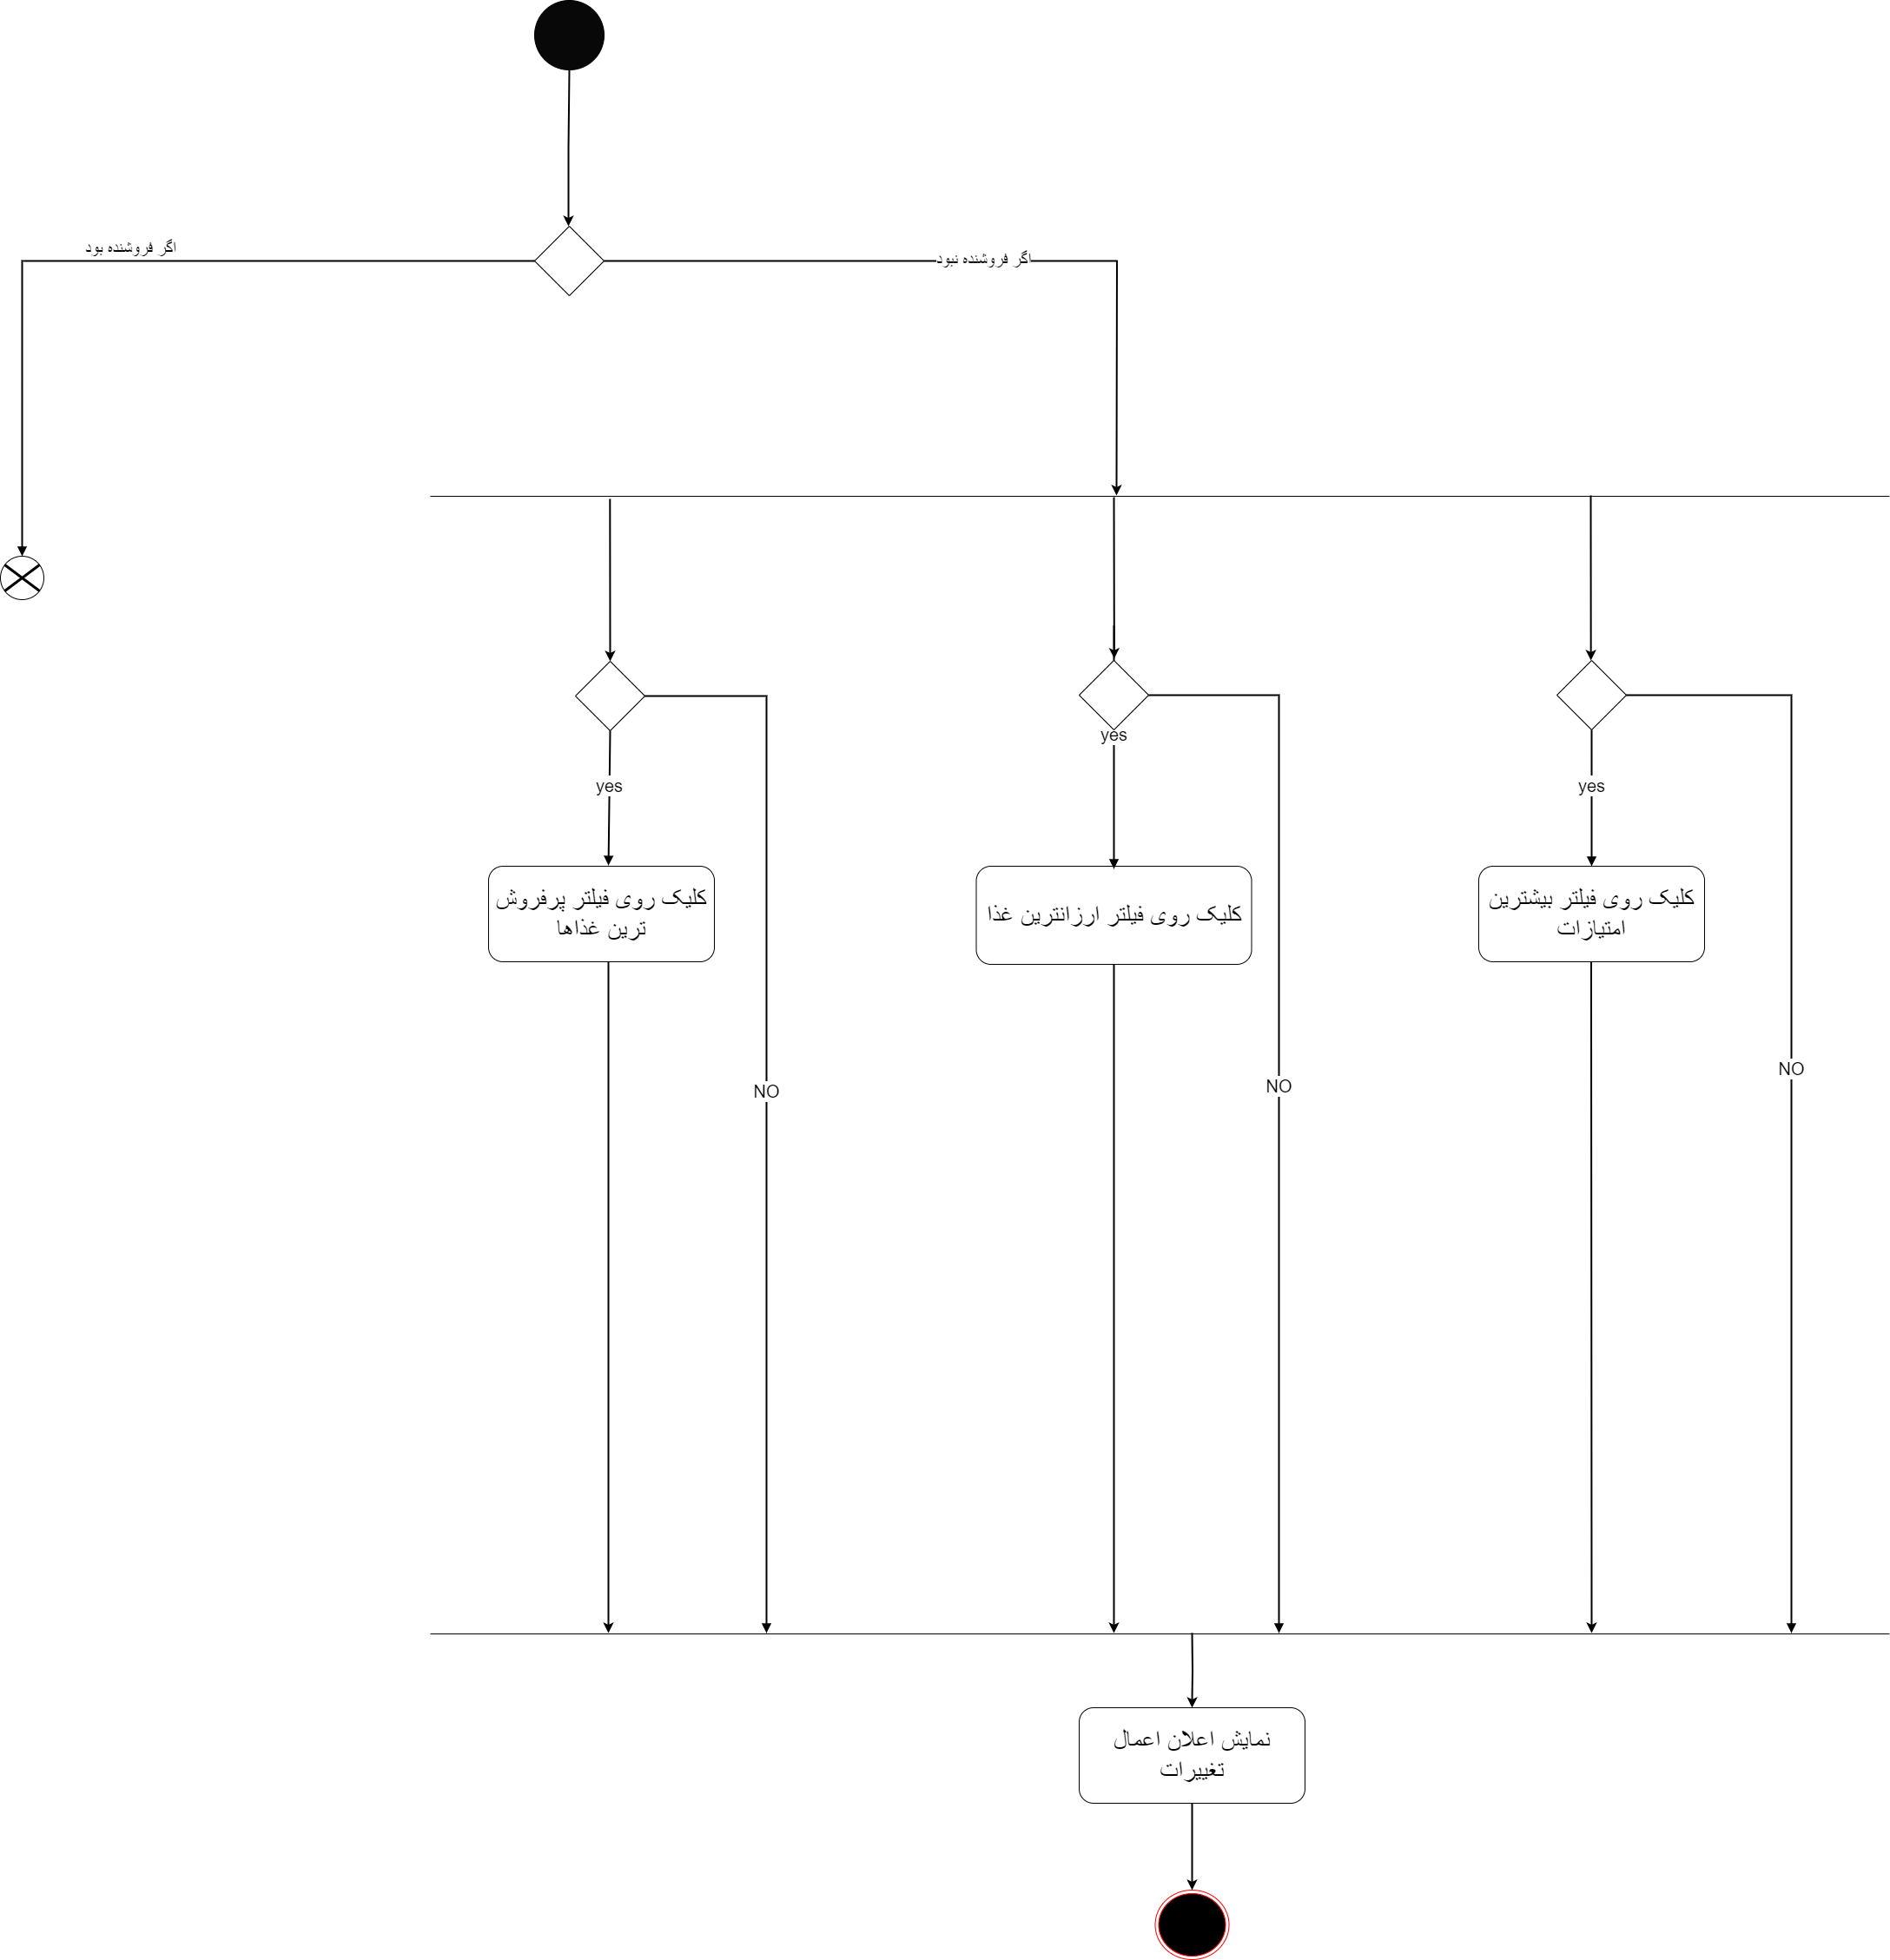 اگر فروشنده بود
اگر فروشنده نبود
yes
yes
yes
کلیک روی فیلتر پرفروش
ترین غذاها
کلیک روی فیلتر ارزانترین غذا
کلیک روی فیلتر بیشترین
امتیازات
NO
NO
NO
نمایش اعلان اعمال
تغییرات